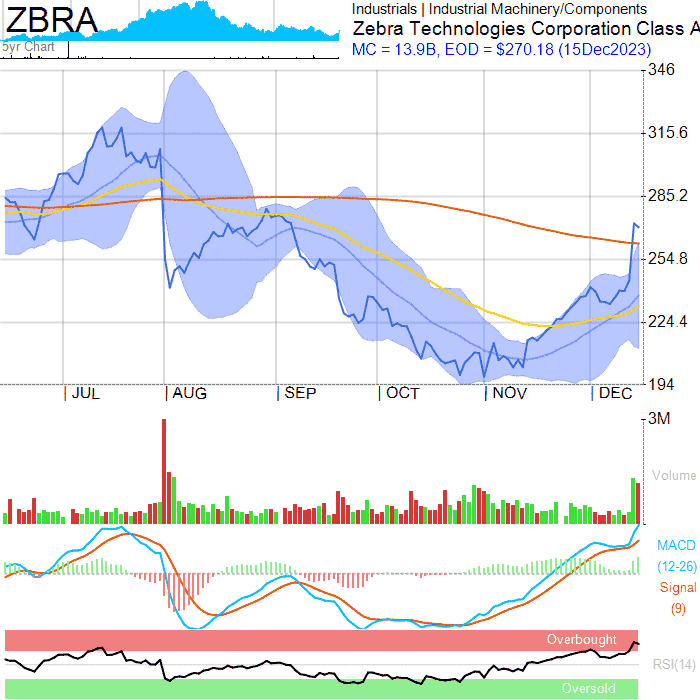 ZBRA
5yr Chart
Industrials | Industrial Machinery/Components
Zebra Technologies Corporation Class A
MC = 13.9B, EOD = $270.18 (15Dec2023)
346
315.6
285.2
254.8
224.4
194
| JUL | AUG | SEP | OCT | NOV | DEC
3M
Volume
MACD
(12-26)
Signal
(9)
Overbought
RSI(14)
Oversold